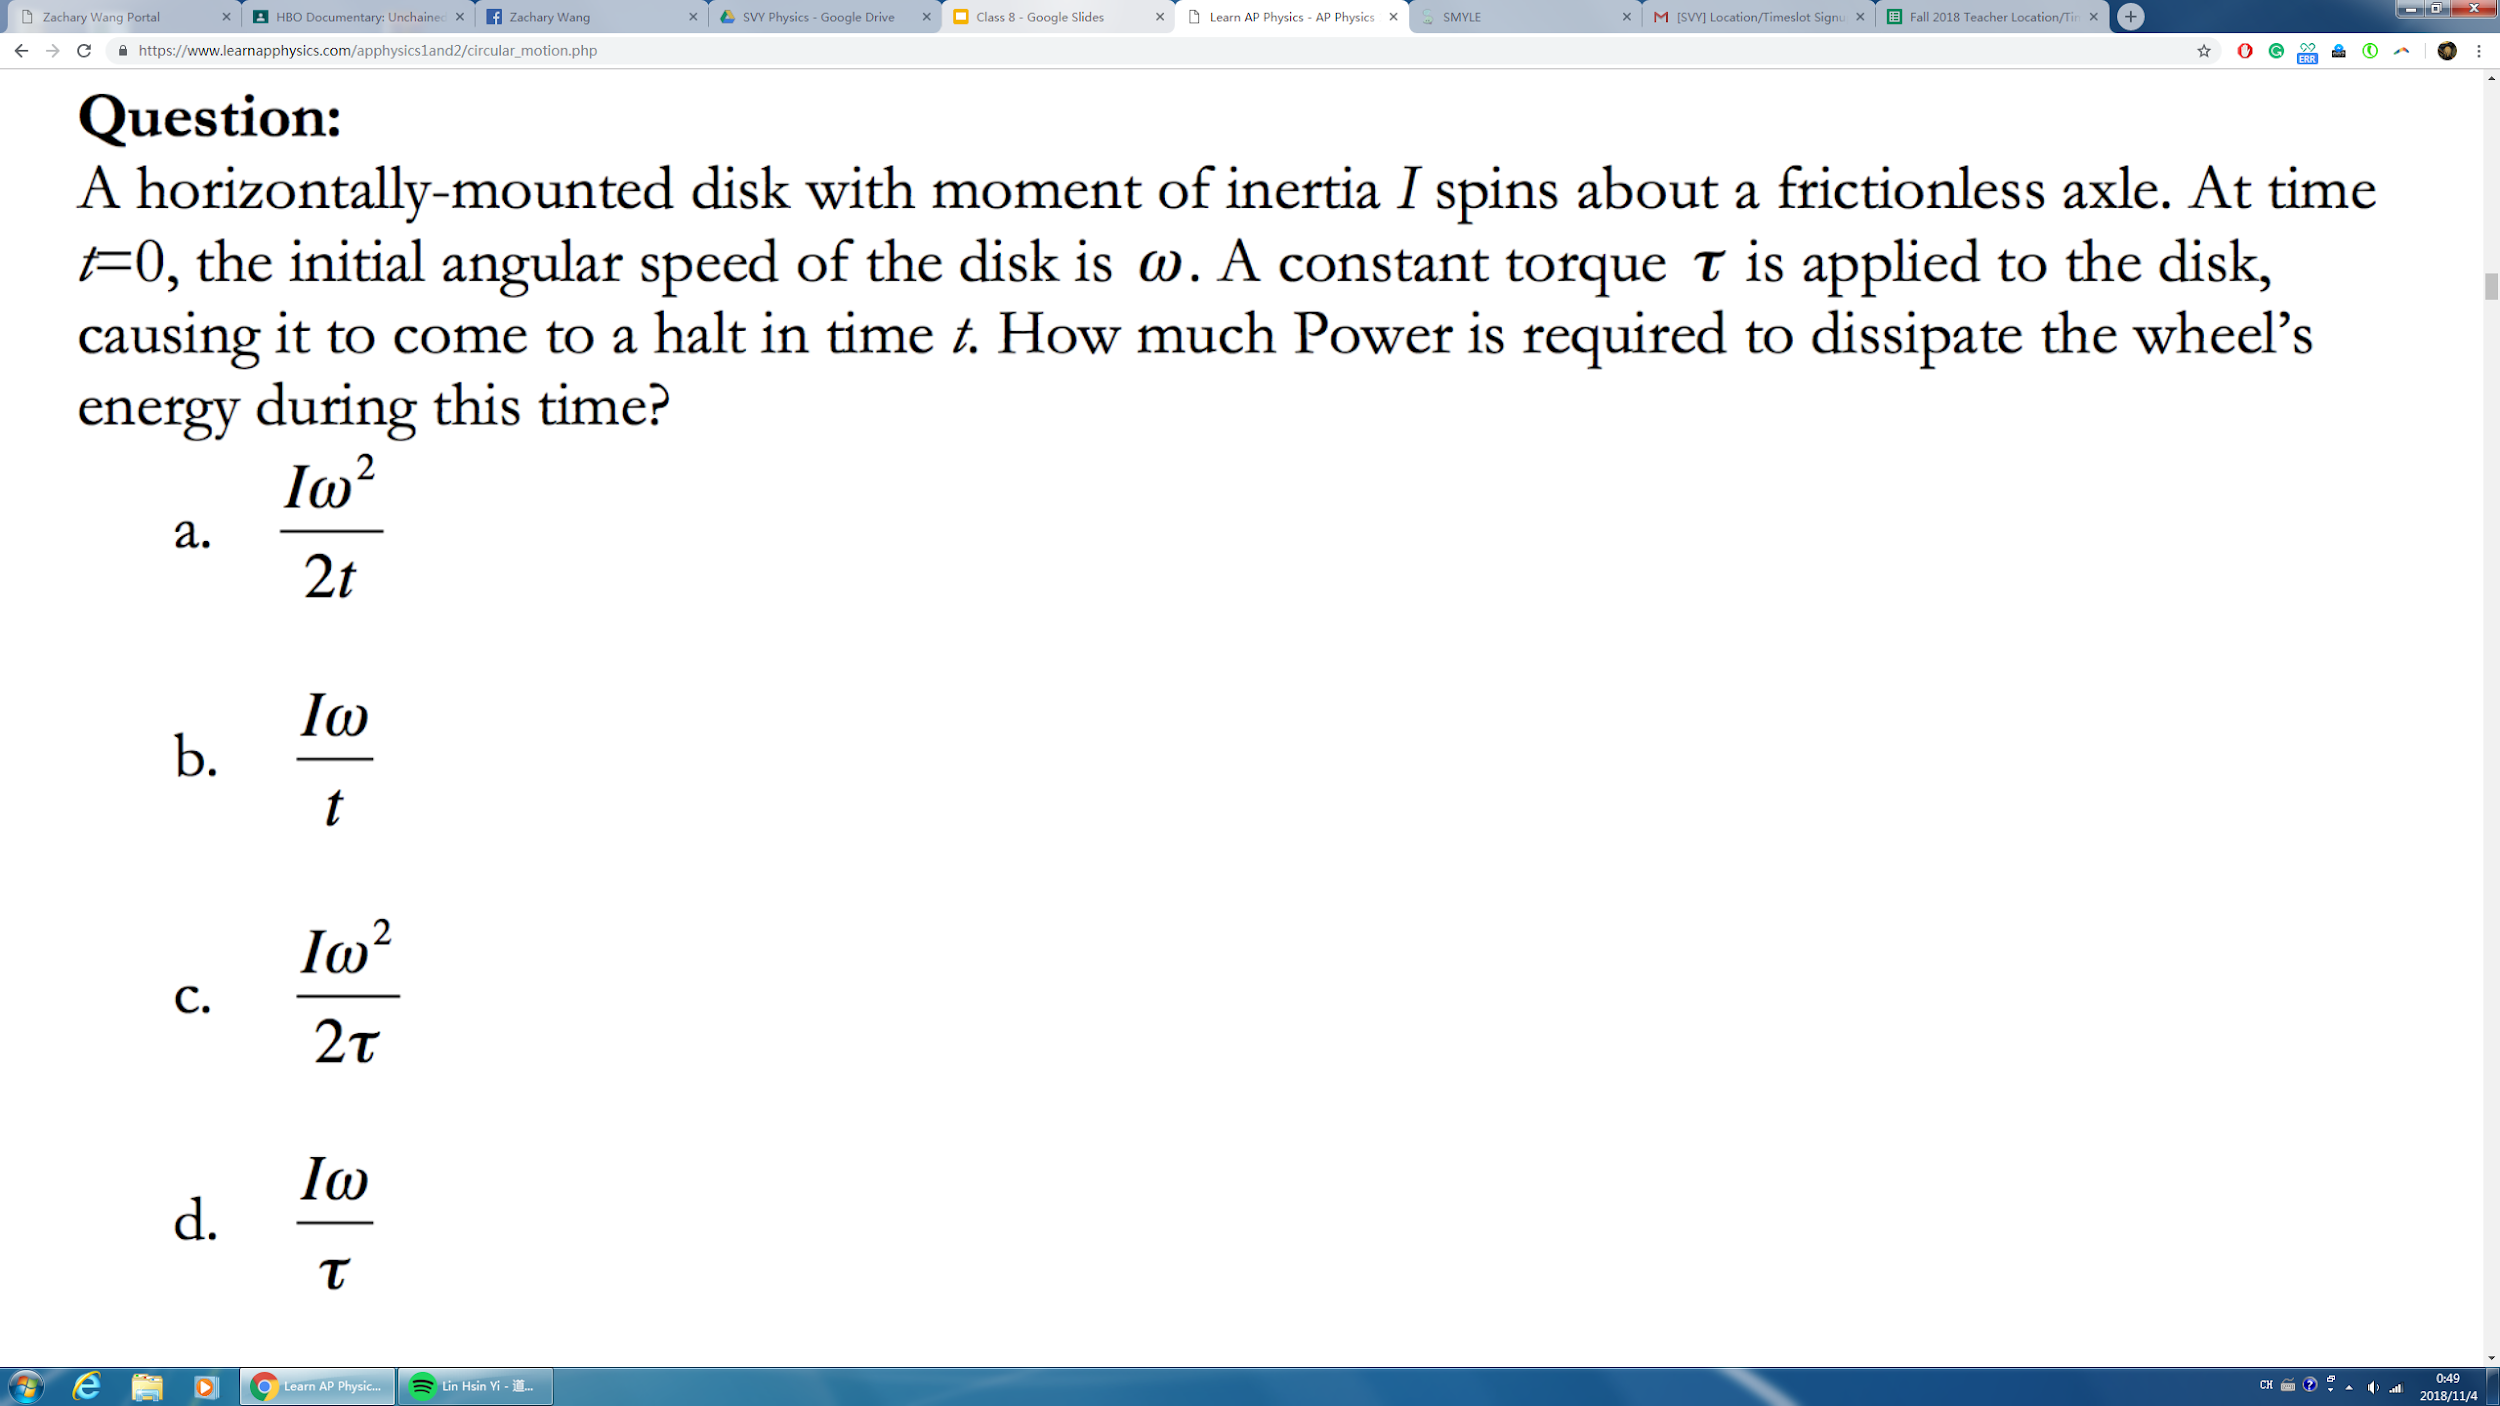 Zachary Wang Portal
HBO Documentary: Unchained
Zachary Wang
SVY Physics - Google Drive
Class 8 - Google Slides
Learn AP Physics - AP Physics
SMYLE
[SVY] Location/Timeslot Signu
Fall 2018 Teacher Location/Tim
https://www.learnapphysics.com/apphysics1and2/circular_motion.php
ERR
Question:
A horizontally-mounted disk with moment of inertia I spins about a frictionless axle. At time
t=0, the initial angular speed of the disk is ω. A constant torque τ is applied to the disk,
causing it to come to a halt in time t. How much Power is required to dissipate the wheel's
energy during this time?
a. Iω²
2t
b. Iω
t
c. Iω²
2τ
d. Iω
τ
Learn AP Physic...
Lin Hsin Yi - 道...
CH
0:49
2018/11/4